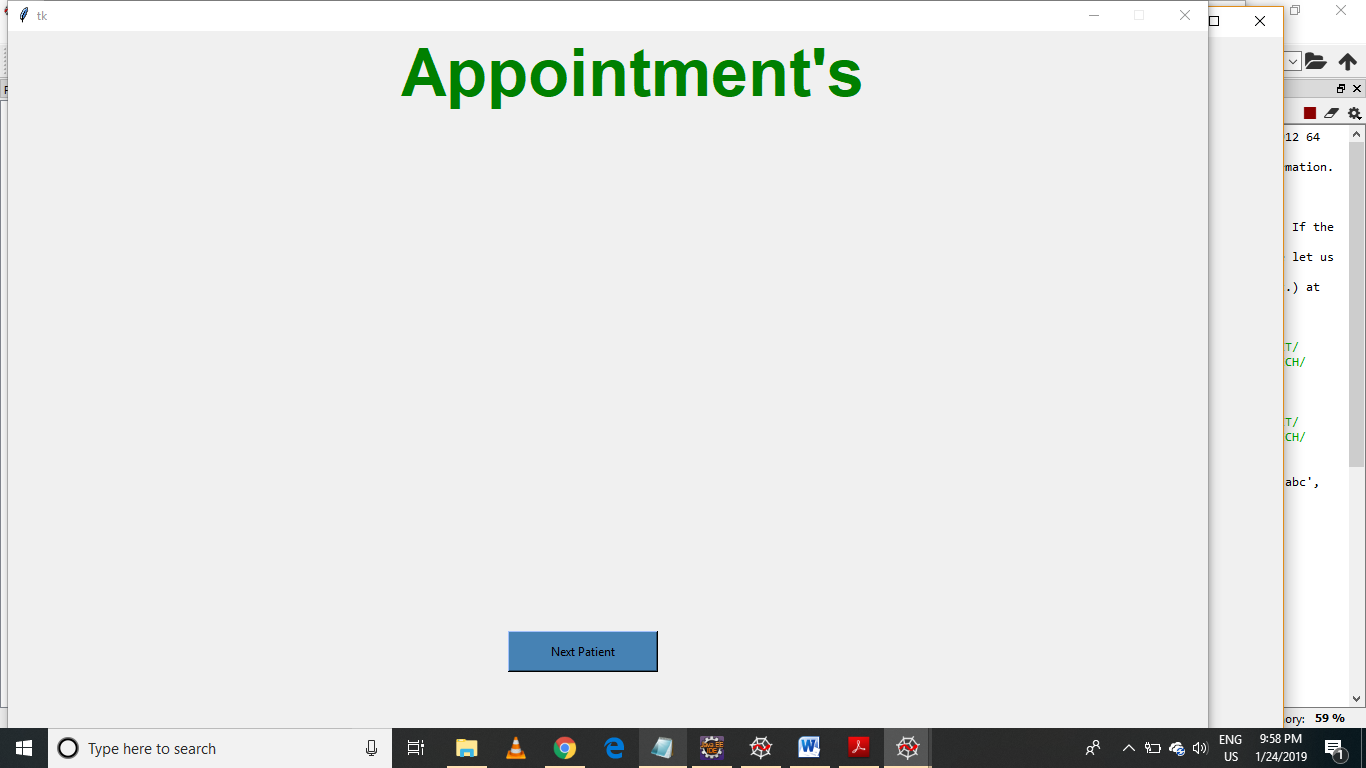 tk
Appointment's
12 64
mation.
If the
let us
.) at
T/
CH/
T/
CH/
abc',
Next Patient
ory: 59 %
Type here to search
ENG
US
9:58 PM
1/24/2019
1